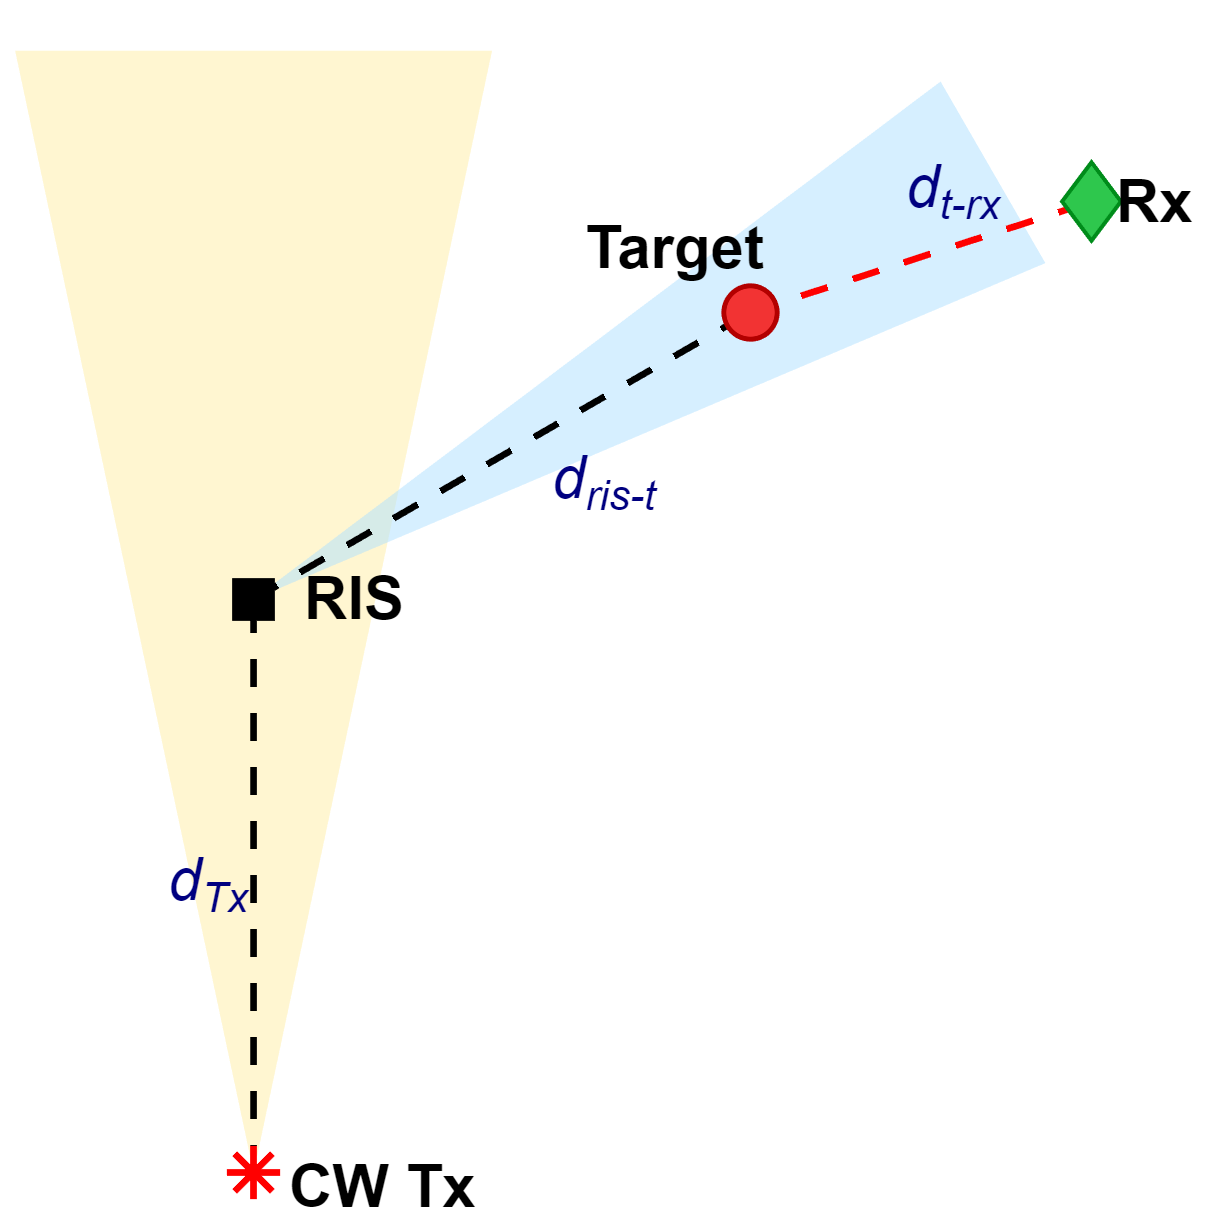 d_t-rx
Rx
Target
d_ris-t
RIS
d_Tx
CW Tx